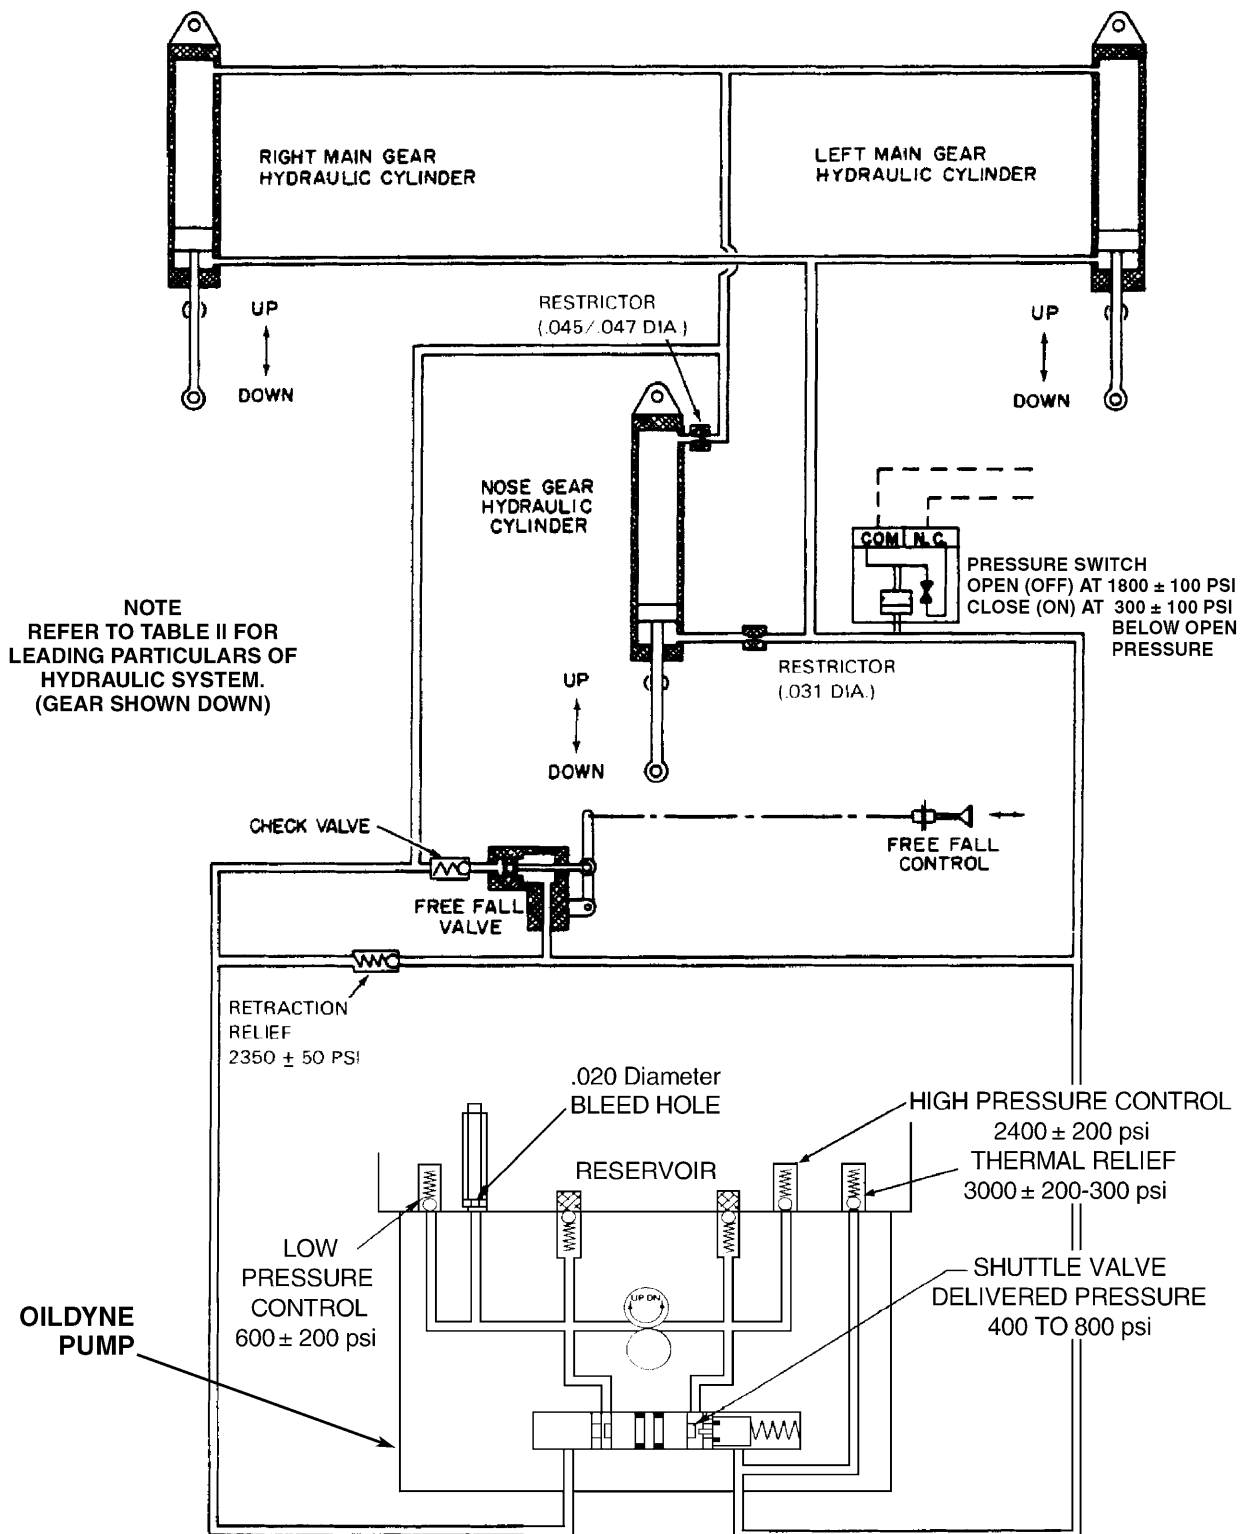 RIGHT MAIN GEAR
HYDRAULIC CYLINDER
LEFT MAIN GEAR
HYDRAULIC CYLINDER
UP
DOWN
RESTRICTOR
(.045/.047 DIA.)
UP
DOWN
NOSE GEAR
HYDRAULIC
CYLINDER
COM N.C.
PRESSURE SWITCH
OPEN (OFF) AT 1800 ± 100 PSI
CLOSE (ON) AT 300 ± 100 PSI
BELOW OPEN
PRESSURE
NOTE
REFER TO TABLE II FOR
LEADING PARTICULARS OF
HYDRAULIC SYSTEM.
(GEAR SHOWN DOWN)
RESTRICTOR
(.031 DIA.)
UP
DOWN
CHECK VALVE
FREE FALL
CONTROL
FREE FALL
VALVE
RETRACTION
RELIEF
2350 ± 50 PSI
.020 Diameter
BLEED HOLE
HIGH PRESSURE CONTROL
2400 ± 200 psi
THERMAL RELIEF
3000 ± 200-300 psi
RESERVOIR
LOW
PRESSURE
CONTROL
600 ± 200 psi
UP DN
SHUTTLE VALVE
DELIVERED PRESSURE
400 TO 800 psi
OILDYNE
PUMP